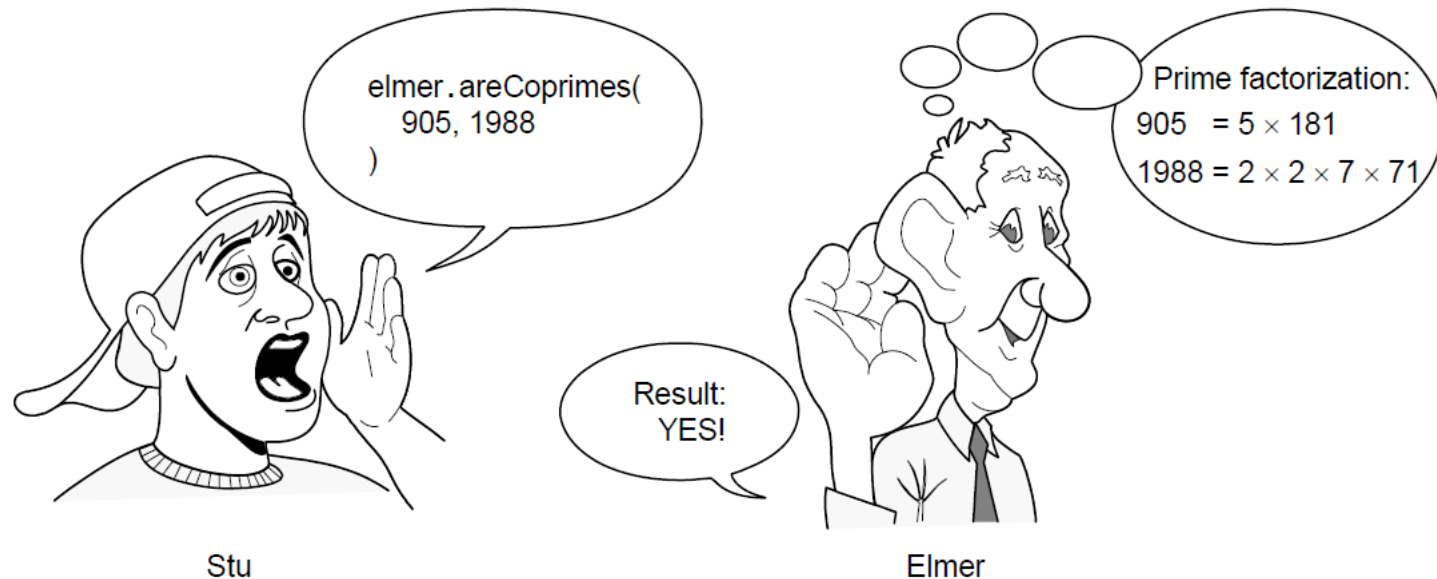 elmer.areCoprimes(
905, 1988
)
Prime factorization:
905 = 5 × 181
1988 = 2 × 2 × 7 × 71
Result:
YES!
Stu
Elmer